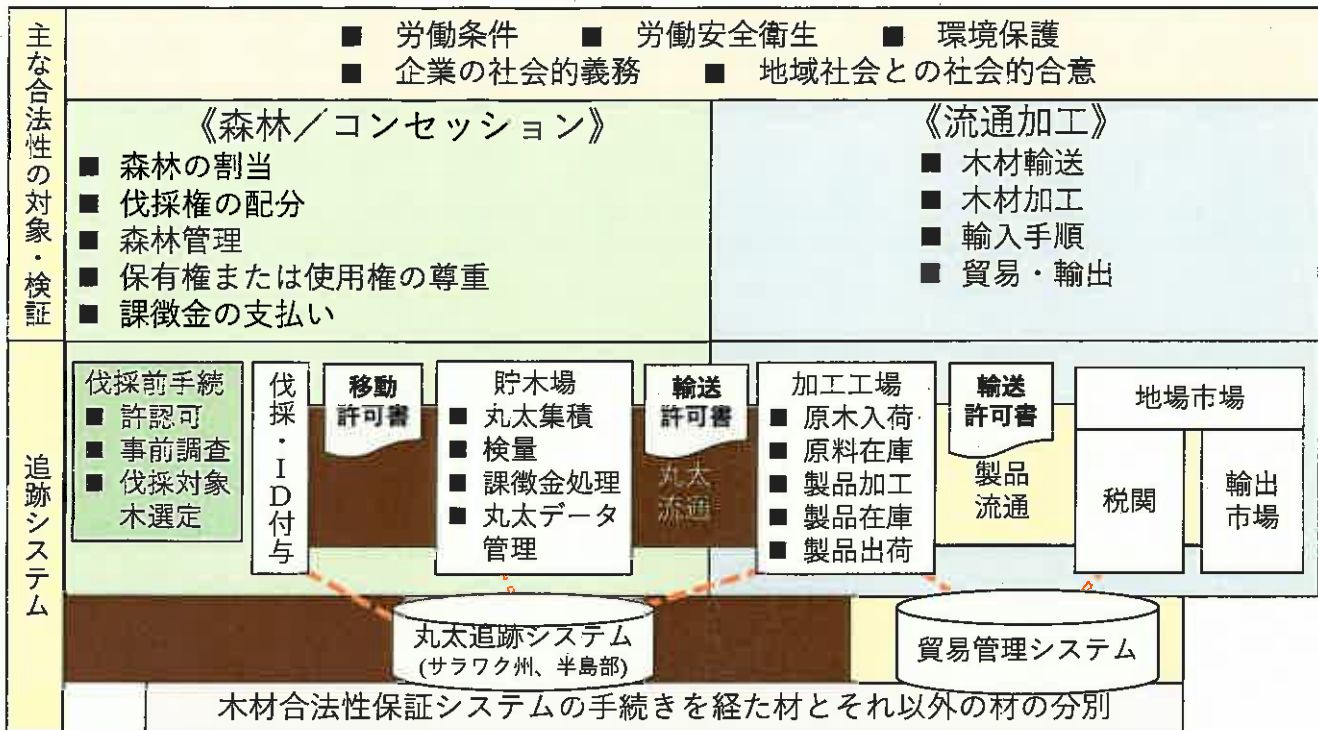 主な合法性の対象・検証
■ 労働条件 ■ 労働安全衛生 ■ 環境保護
■ 企業の社会的義務 ■ 地域社会との社会的合意
《森林／コンセッション》
■ 森林の割当
■ 伐採権の配分
■ 森林管理
■ 保有権または使用権の尊重
■ 課徴金の支払い
《流通加工》
■ 木材輸送
■ 木材加工
■ 輸入手順
■ 貿易・輸出
追跡システム
伐採前手続
■ 許認可
■ 事前調査
■ 伐採対象
木選定
伐採・ID付与
移動
許可書
貯木場
■ 丸太集積
■ 検量
■ 課徴金処理
■ 丸太データ
管理
輸送
許可書
丸太
流通
加工工場
■ 原木入荷
■ 原料在庫
■ 製品加工
■ 製品在庫
■ 製品出荷
輸送
許可書
製品
流通
地場市場
税関
輸出
市場
丸太追跡システム
(サラワク州、半島部)
貿易管理システム
木材合法性保証システムの手続きを経た材とそれ以外の材の分別